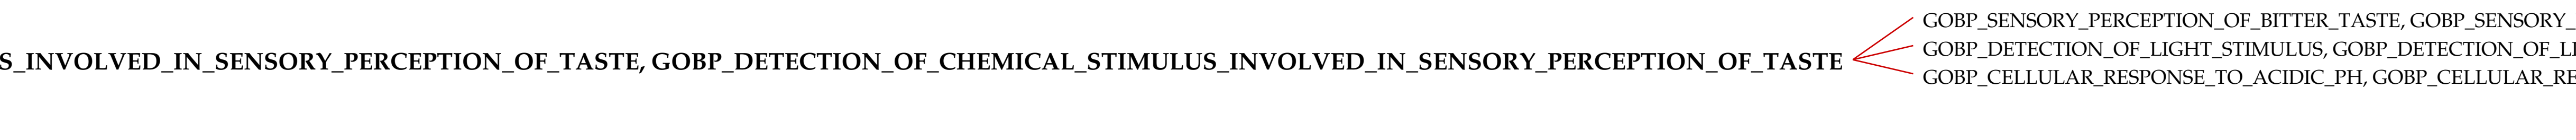 GOBP_SENSORY_PERCEPTION_OF_BITTER_TASTE, GOBP_SENSORY_
S_INVOLVED_IN_SENSORY_PERCEPTION_OF_TASTE, GOBP_DETECTION_OF_CHEMICAL_STIMULUS_INVOLVED_IN_SENSORY_PERCEPTION_OF_TASTE
GOBP_DETECTION_OF_LIGHT_STIMULUS, GOBP_DETECTION_OF_LI
GOBP_CELLULAR_RESPONSE_TO_ACIDIC_PH, GOBP_CELLULAR_RE